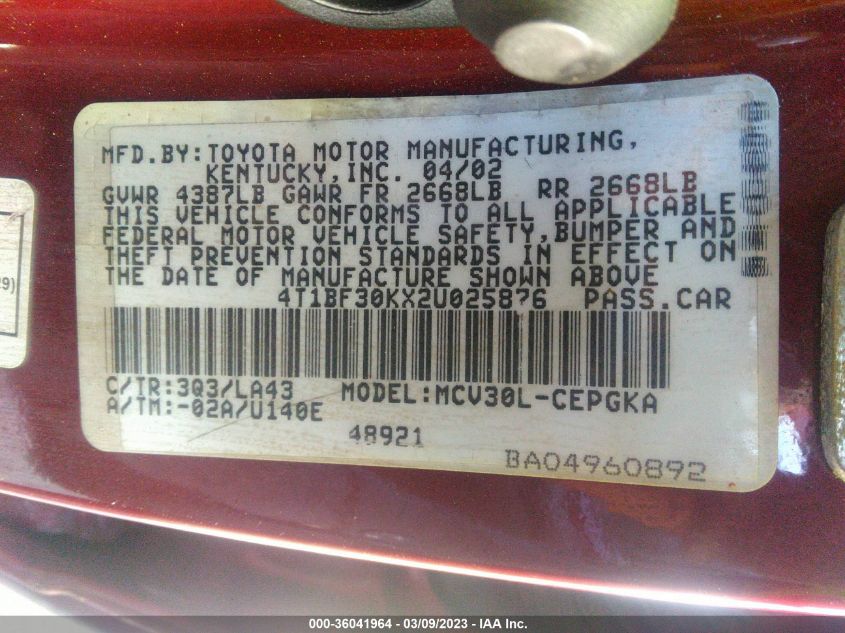 MFD.BY:TOYOTA MOTOR MANUFACTURING,
KENTUCKY,INC. 04/02
GVWR 4387LB GAWR FR 2668LB RR 2668LB
THIS VEHICLE CONFORMS TO ALL APPLICABLE
FEDERAL MOTOR VEHICLE SAFETY,BUMPER AND
THEFT PREVENTION STANDARDS IN EFFECT ON
THE DATE OF MANUFACTURE SHOWN ABOVE
4T1BF30KX2U025876 PASS.CAR
C/TR:3Q3/LA43 MODEL:MCV30L-CEPGKA
A/TM:-02A/U140E
48921
BA04960892
29)
000-36041964 | 03/09/2023 - IAA Inc.